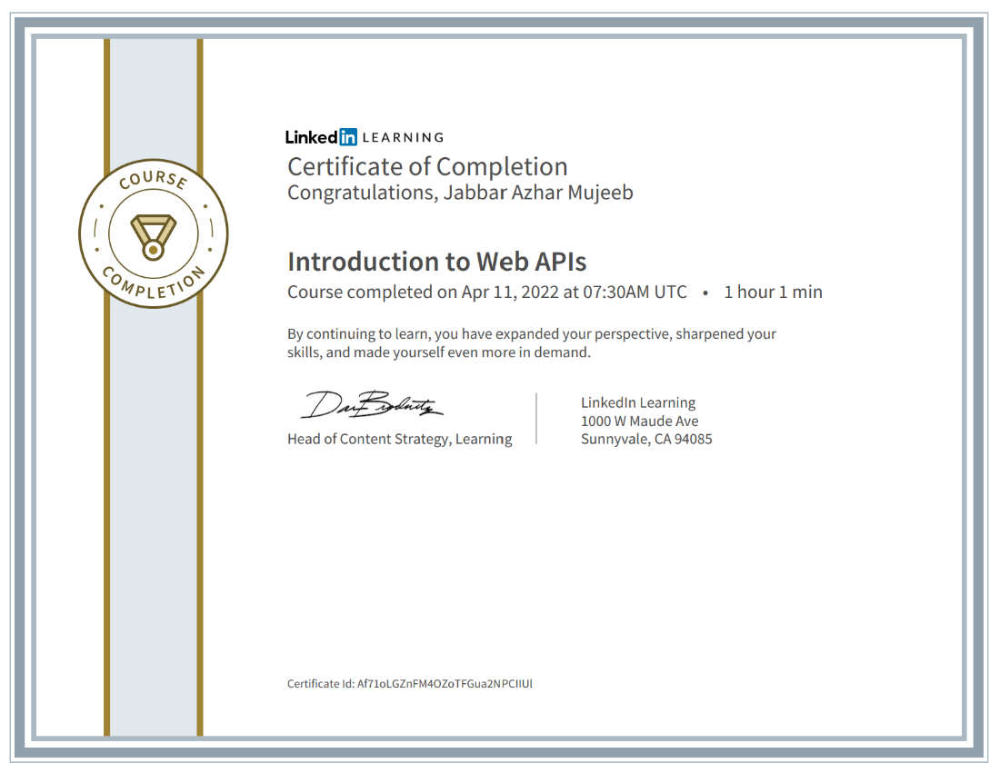 LinkedIn LEARNING
Certificate of Completion
Congratulations, Jabbar Azhar Mujeeb
COURSE
COMPLETION
Introduction to Web APIs
Course completed on Apr 11, 2022 at 07:30AM UTC • 1 hour 1 min
By continuing to learn, you have expanded your perspective, sharpened your
skills, and made yourself even more in demand.
Head of Content Strategy, Learning
LinkedIn Learning
1000 W Maude Ave
Sunnyvale, CA 94085
Certificate Id: Af71oLGZnFM4OZoTFGua2NPCIIUl